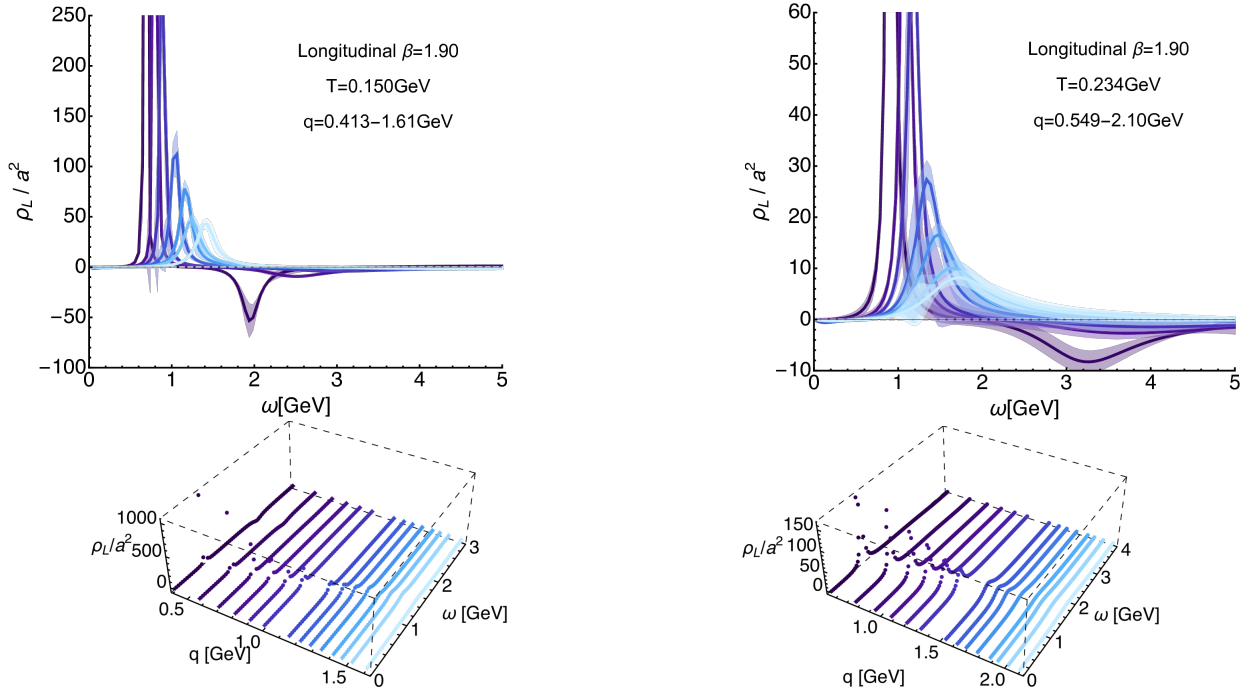 250
200
150
100
50
0
−50
−100
0 1 2 3 4 5
ρL / a²
ω[GeV]
Longitudinal β=1.90
T=0.150GeV
q=0.413−1.61GeV
60
50
40
30
20
10
0
−10
0 1 2 3 4 5
ρL / a²
ω[GeV]
Longitudinal β=1.90
T=0.234GeV
q=0.549−2.10GeV
1000
ρL/a²
500
0
0.5
1.0
1.5
q [GeV]
0
1
2
3
ω [GeV]
150
ρL/a²
100
50
0
1.0
1.5
2.0
q [GeV]
0
1
2
3
4
ω [GeV]